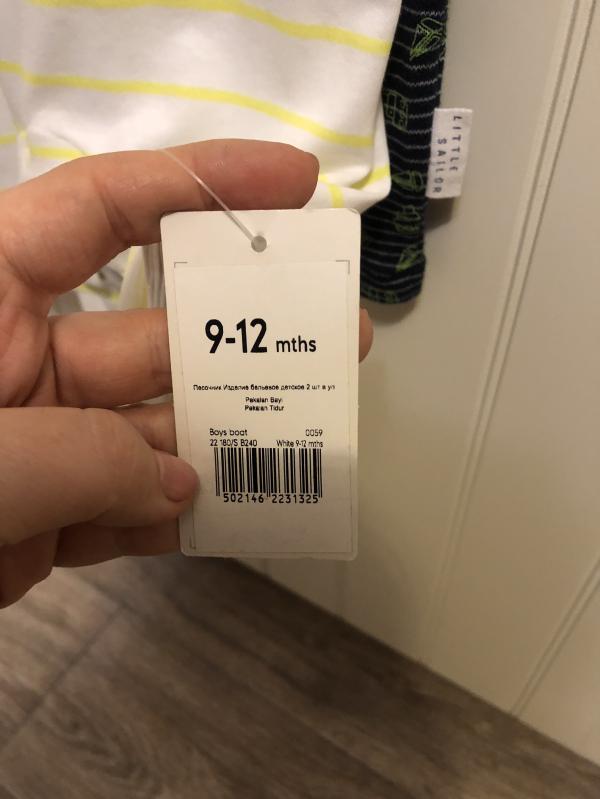 LITTLE
SAILOR
9-12 mths
Песочник Изделие бельевое детское 2 шт в уп
Pakaian Bayi
Pakaian Tidur
Boys boat 0059
22 180/S B240 White 9-12 mths
502146 2231325